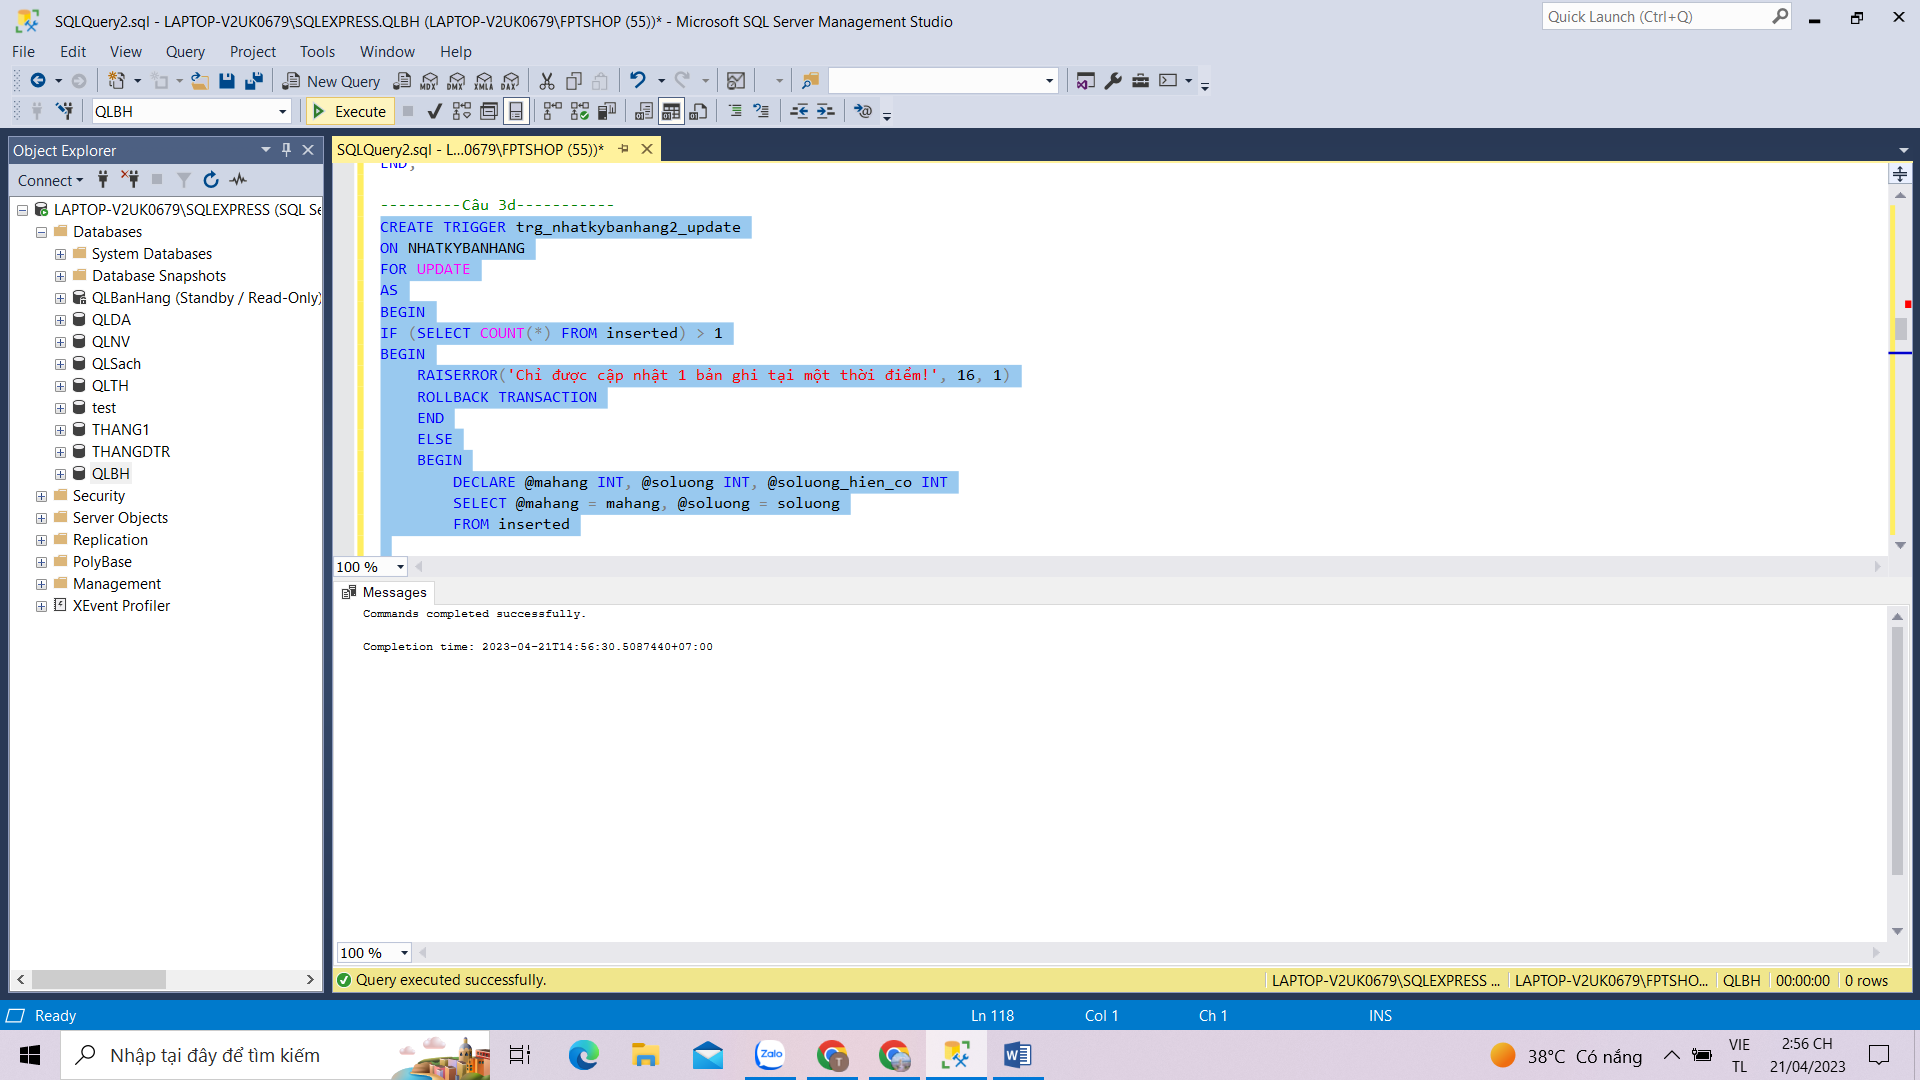 SQLQuery2.sql - LAPTOP-V2UK0679\SQLEXPRESS.QLBH (LAPTOP-V2UK0679\FPTSHOP (55))* - Microsoft SQL Server Management Studio
Quick Launch (Ctrl+Q)
File Edit View Query Project Tools Window Help
New Query
MDX DMX XMLA DAX
QLBH
Execute
Object Explorer
SQLQuery2.sql - L...0679\FPTSHOP (55))*
Connect
LAPTOP-V2UK0679\SQLEXPRESS (SQL Se
Databases
System Databases
Database Snapshots
QLBanHang (Standby / Read-Only)
QLDA
QLNV
QLSach
QLTH
test
THANG1
THANGDTR
QLBH
Security
Server Objects
Replication
PolyBase
Management
XEvent Profiler
END;
---------Câu 3d-----------
CREATE TRIGGER trg_nhatkybanhang2_update
ON NHATKYBANHANG
FOR UPDATE
AS
BEGIN
IF (SELECT COUNT(*) FROM inserted) > 1
BEGIN
RAISERROR('Chỉ được cập nhật 1 bản ghi tại một thời điểm!', 16, 1)
ROLLBACK TRANSACTION
END
ELSE
BEGIN
DECLARE @mahang INT, @soluong INT, @soluong_hien_co INT
SELECT @mahang = mahang, @soluong = soluong
FROM inserted
100 %
Messages
Commands completed successfully.
Completion time: 2023-04-21T14:56:30.5087440+07:00
100 %
Query executed successfully.
LAPTOP-V2UK0679\SQLEXPRESS ... LAPTOP-V2UK0679\FPTSHO... QLBH 00:00:00 0 rows
Ready
Ln 118 Col 1 Ch 1 INS
Nhập tại đây để tìm kiếm
Zalo
T
38°C Có nắng
VIE
TL
2:56 CH
21/04/2023